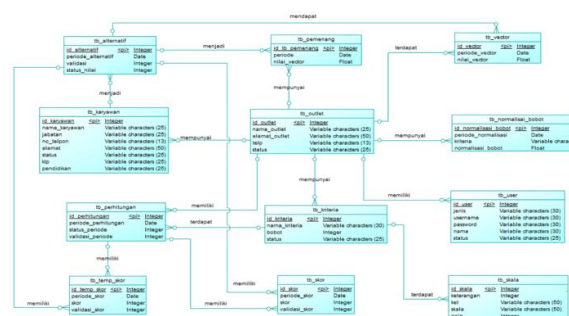 mendapat
tb_alternatif
id_alternatif <pi> Integer
periode_alternatif Date
validasi Integer
status_nilai Integer
menjadi
tb_pemenang
id_tb_pemenang <pi> Integer
periode Date
nilai_vector Float
terdapat
tb_vector
id_vector <pi> Integer
periode_vector Date
nilai_vector Float
menjadi
mempunyai
tb_karyawan
id_karyawan <pi> Integer
nama_karyawan Variable characters (25)
jabatan Variable characters (25)
no_telpon Variable characters (13)
alamat Variable characters (50)
status Variable characters (25)
ktp Variable characters (25)
pendidikan Variable characters (25)
mempunyai
tb_outlet
id_outlet <pi> Integer
nama_outlet Variable characters (25)
alamat_outlet Variable characters (50)
telp Variable characters (13)
status Variable characters (25)
mempunyai
tb_normalisasi_bobot
id_normalisasi_bobot <pi> Integer
periode_normalisasi Date
kriteria Variable chara
normalisasi_bobot Float
memiliki
mempunyai
memiliki
tb_perhitungan
id_perhitungan <pi> Integer
periode_perhitungan Date
status_periode Integer
validasi_periode Integer
terdapat
tb_kriteria
id_kriteria <pi> Integer
nama_kriteria Variable characters (30)
bobot Integer
status Variable characters (25)
tb_user
id_user <pi> Integer
jenis Variable characters (30)
username Variable characters (30)
password Variable characters (30)
nama Variable characters (30)
status Variable characters (25)
memiliki
memiliki
tb_temp_skor
id_temp_skor <pi> Integer
periode_skor Date
skor Integer
validasi_skor Integer
memiliki
memiliki
tb_skor
id_skor <pi> Integer
periode_skor Date
skor Integer
validasi_skor Integer
terdapat
tb_skala
id_skala <pi> Integer
keterangan Integer
ket Variable characters (50)
skala Variable characters (50)